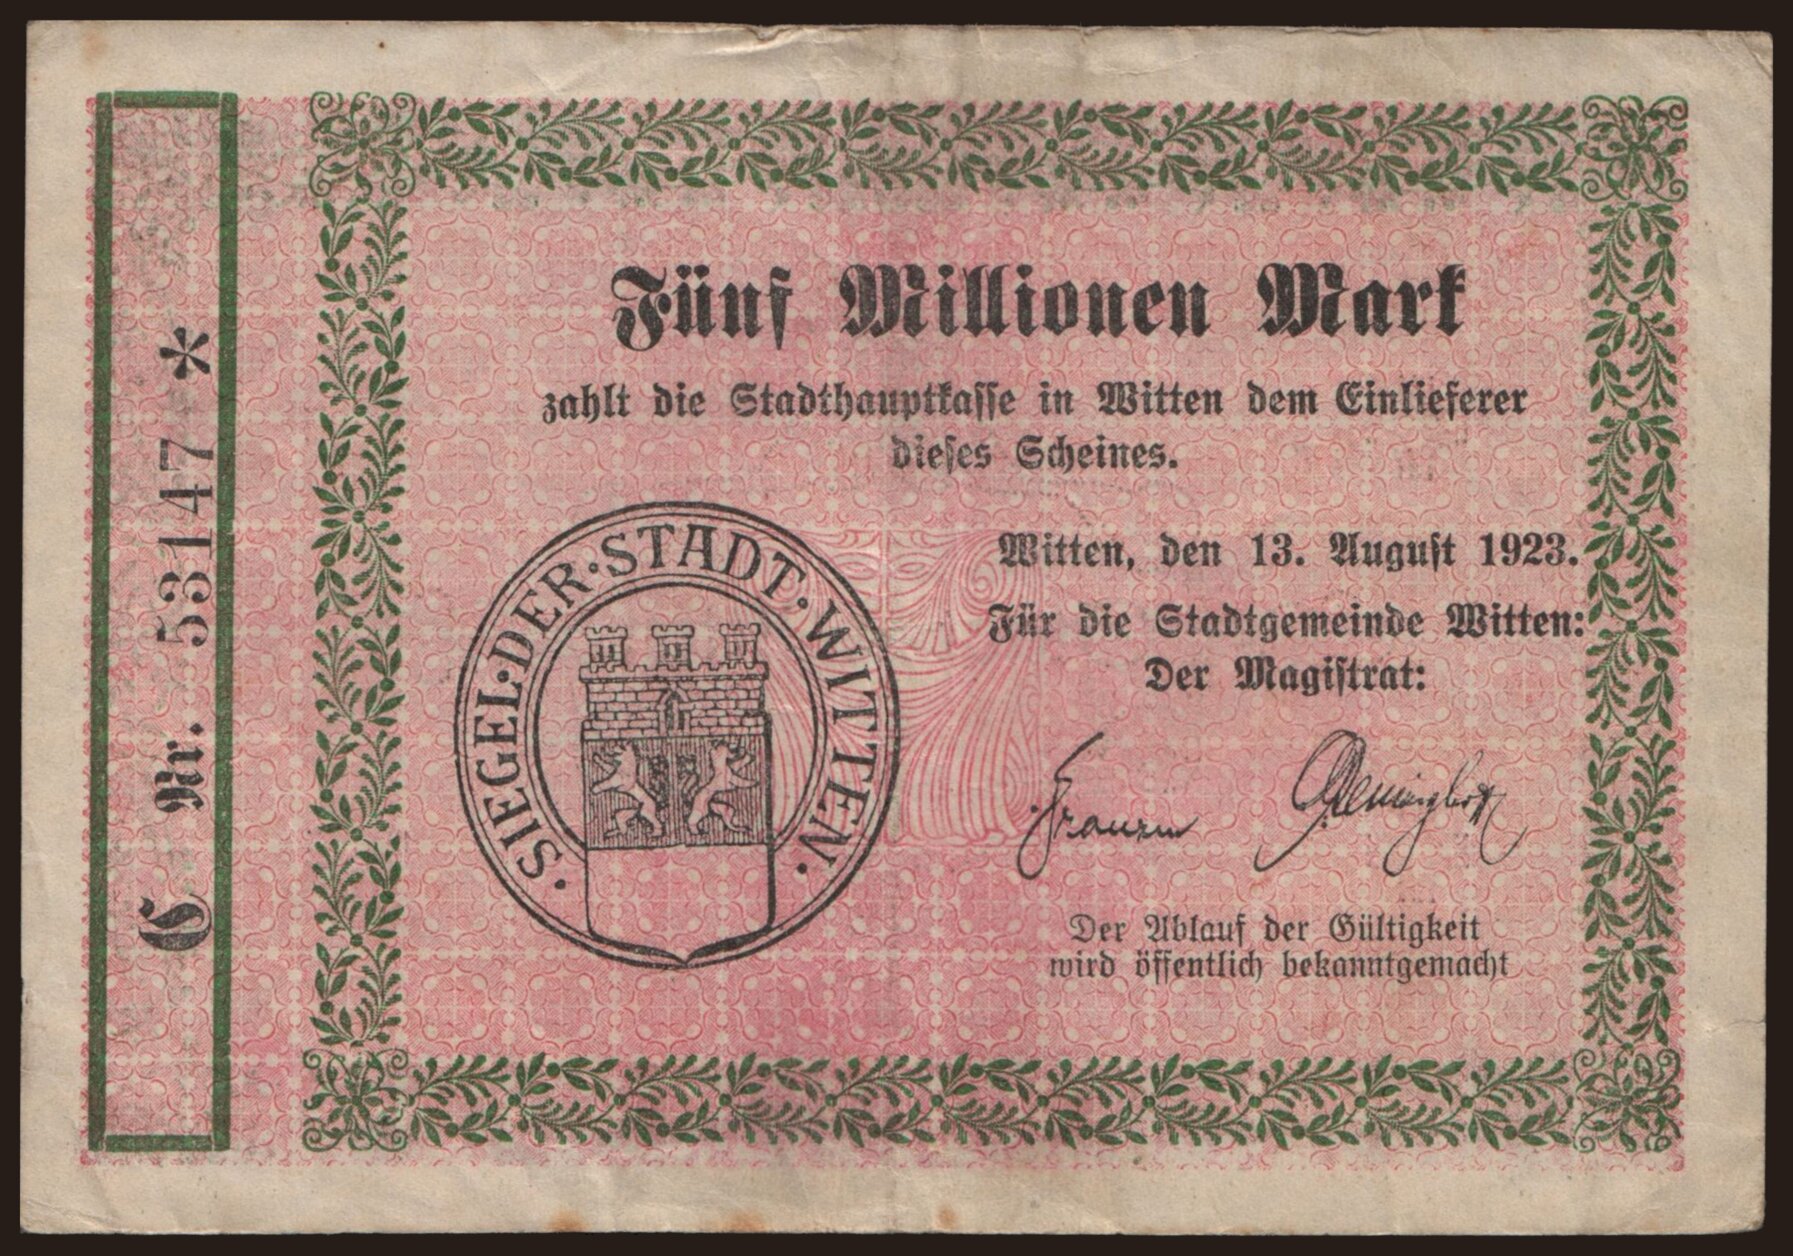 Fünf Millionen Mark
zahlt die Stadthauptkasse in Witten dem Einlieferer
dieses Scheines.
Witten, den 13. August 1923.
Für die Stadtgemeinde Witten:
Der Magistrat:
Der Ablauf der Gültigkeit
wird öffentlich bekanntgemacht
· SIEGEL · DER · STADT · WITTEN ·
Nr. 53147 *